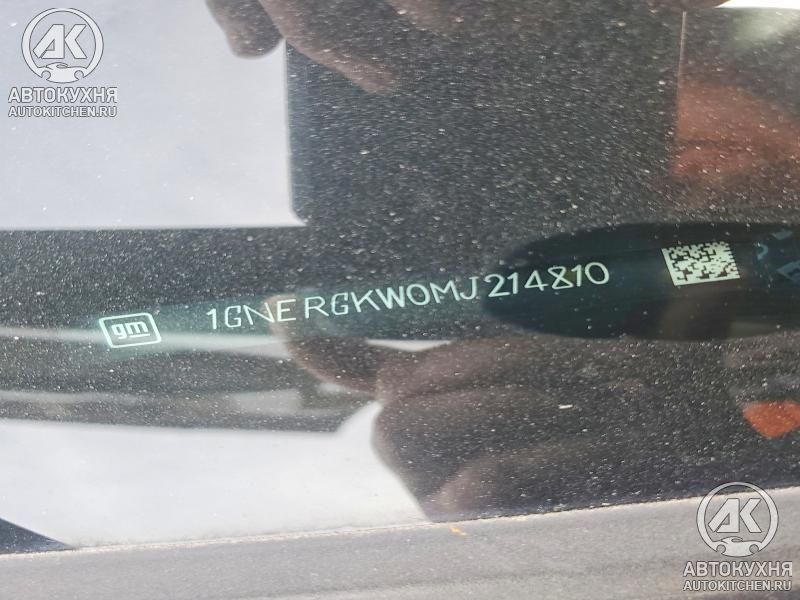 АК
АВТОКУХНЯ
AUTOKITCHEN.RU
gm 1GNERGKW0MJ214810
АК
АВТОКУХНЯ
AUTOKITCHEN.RU